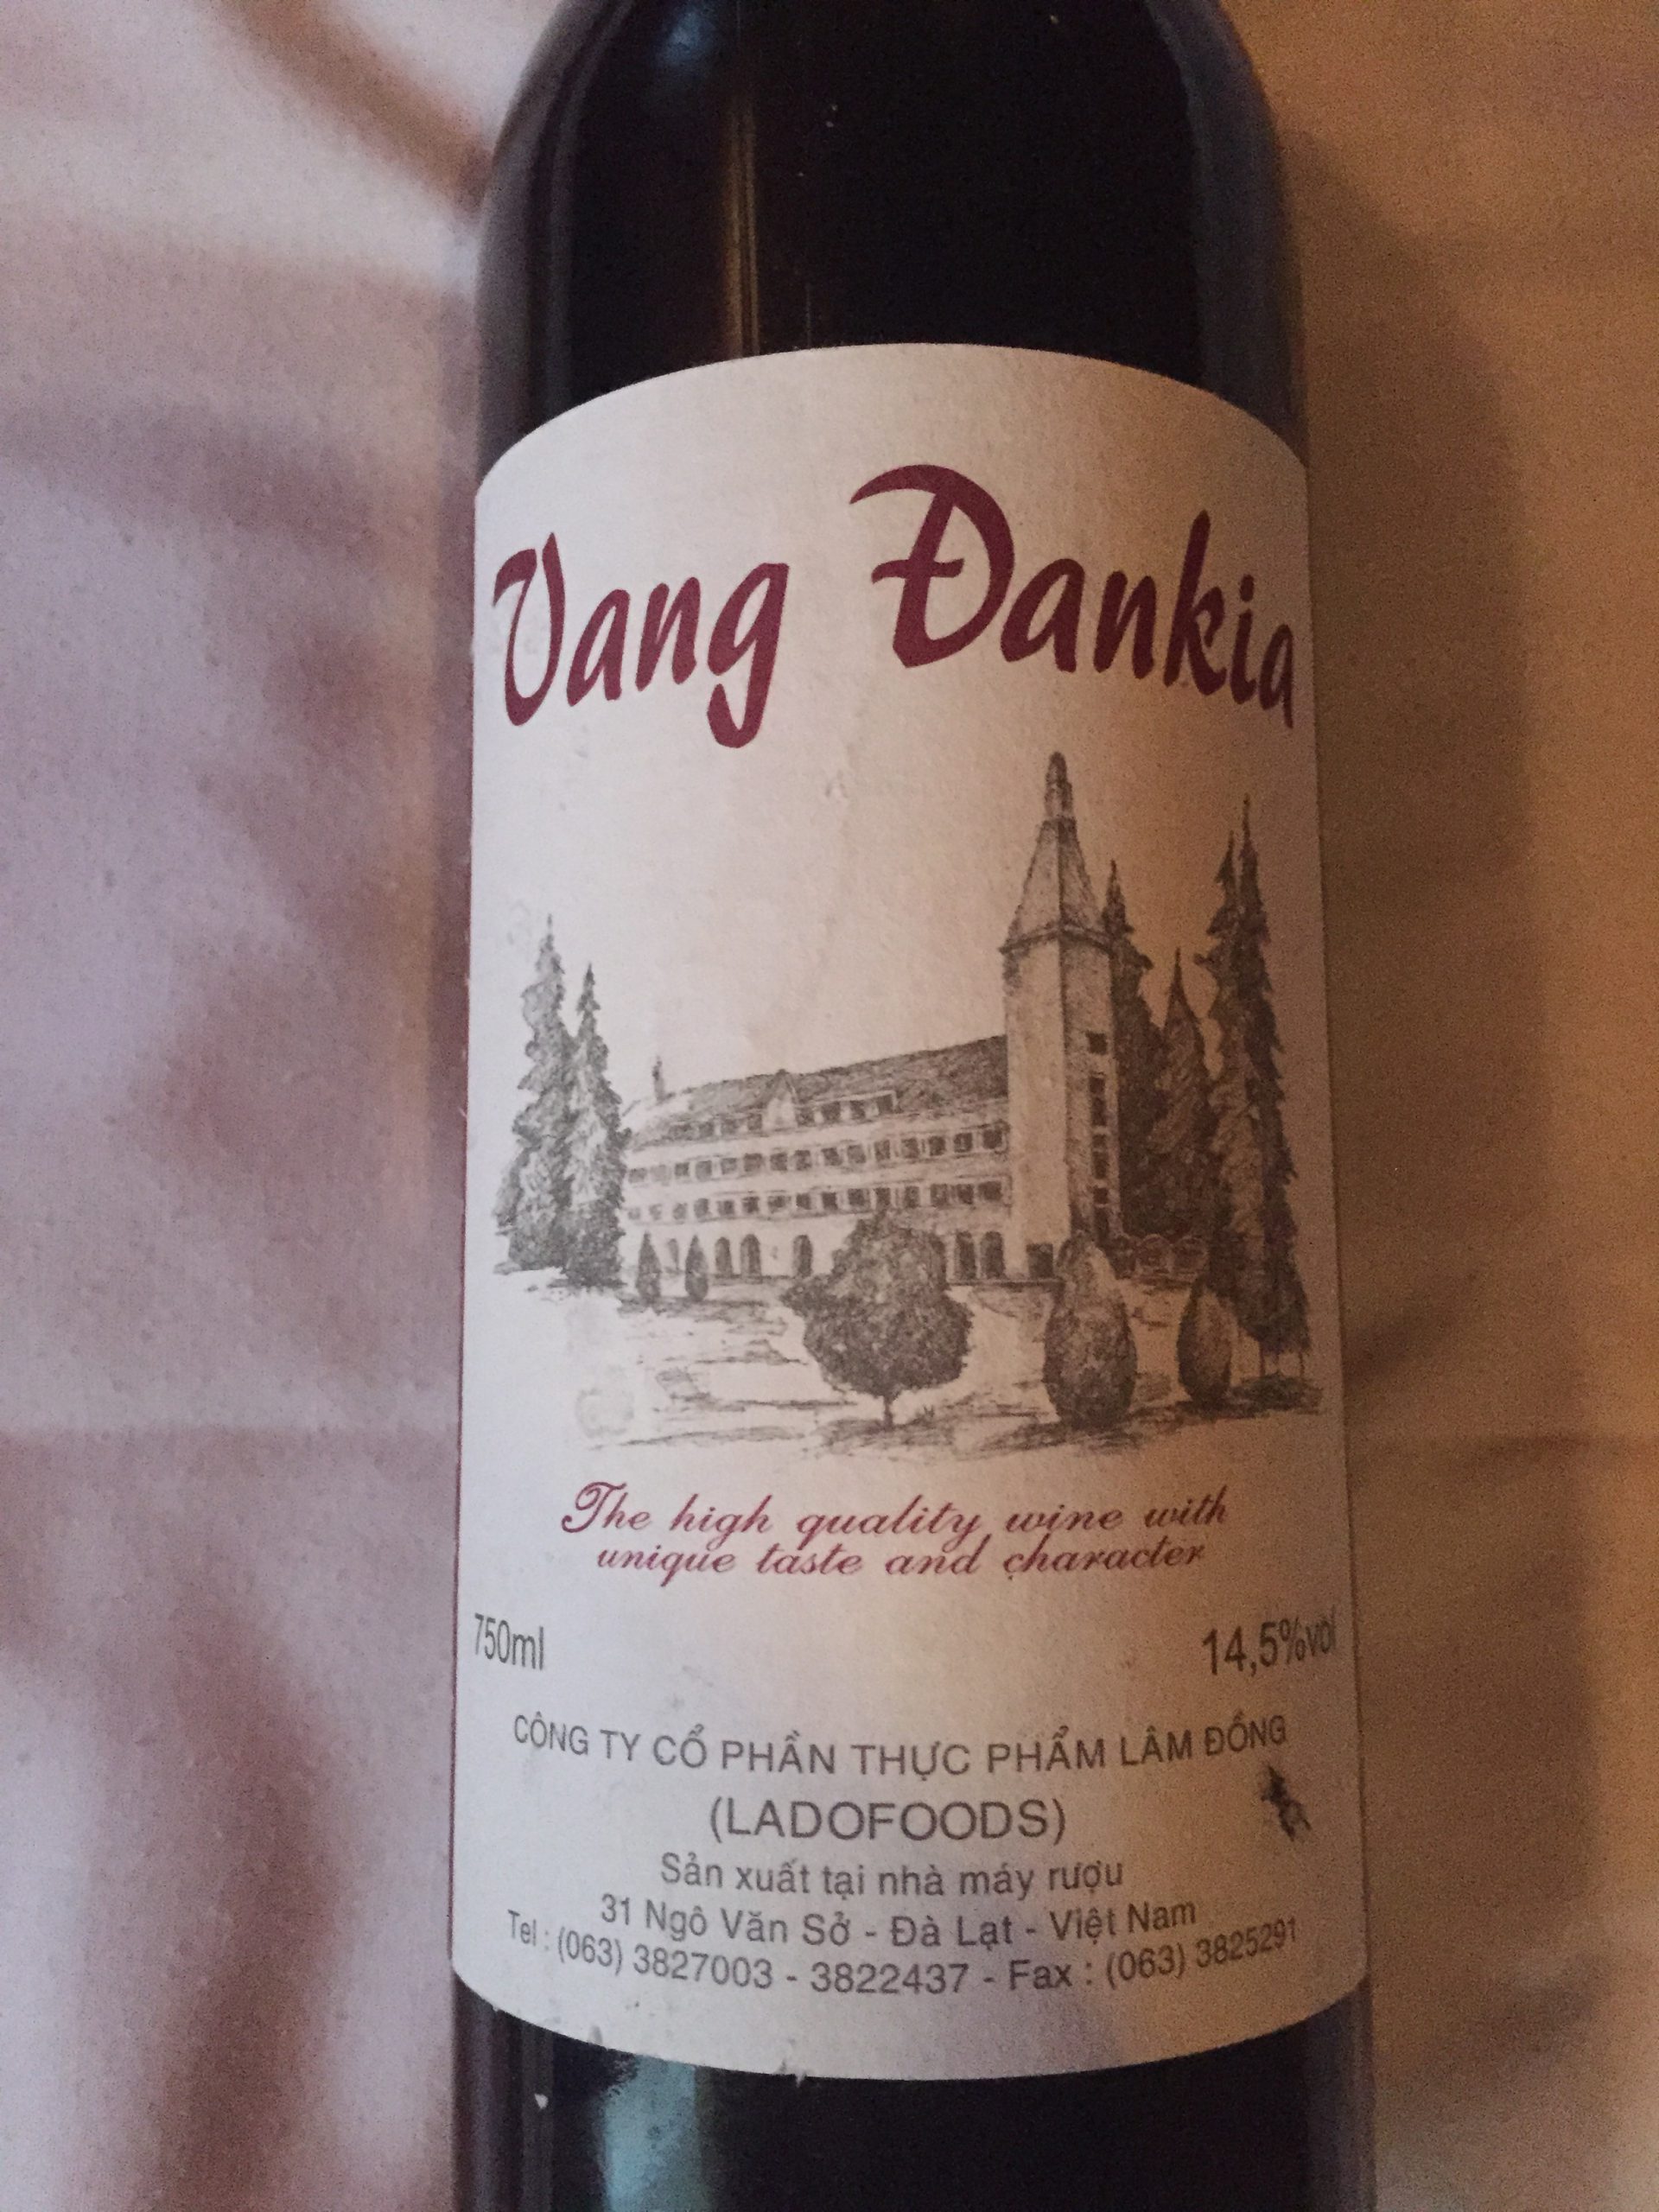 Vang Đankia
The high quality wine with
unique taste and character
750ml
14,5%vol
CÔNG TY CỔ PHẦN THỰC PHẨM LÂM ĐỒNG
(LADOFOODS)
Sản xuất tại nhà máy rượu
31 Ngô Văn Sở - Đà Lạt - Việt Nam
Tel : (063) 3827003 - 3822437 - Fax : (063) 3825291